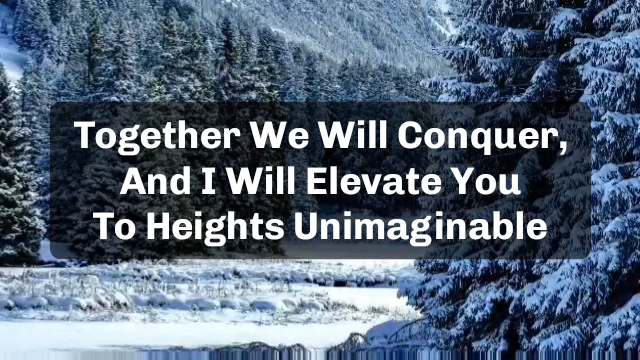 Together We Will Conquer,
And I Will Elevate You
To Heights Unimaginable